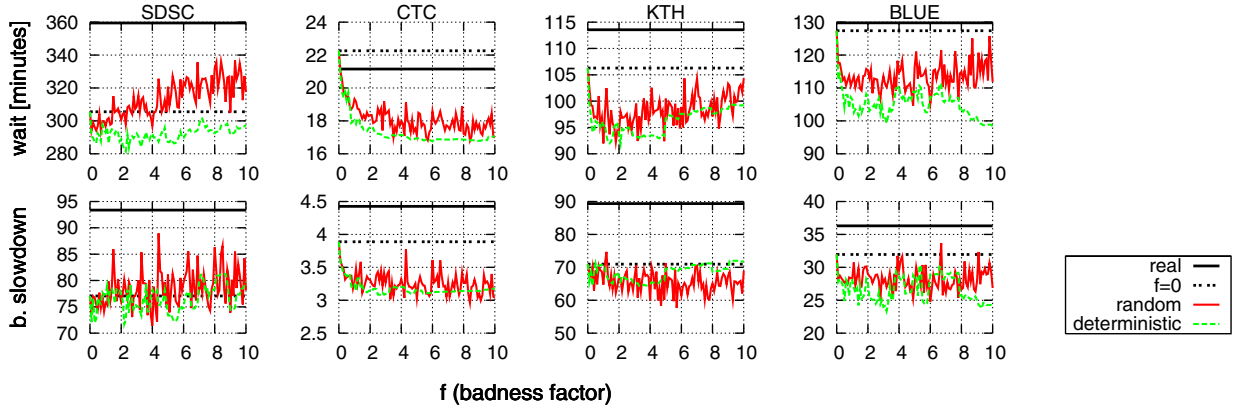 SDSC CTC KTH BLUE
wait [minutes]
360
340
320
300
280
0 2 4 6 8 10
24
22
20
18
16
0 2 4 6 8 10
115
110
105
100
95
90
0 2 4 6 8 10
130
120
110
100
90
0 2 4 6 8 10
b. slowdown
95
90
85
80
75
70
0 2 4 6 8 10
4.5
4
3.5
3
2.5
0 2 4 6 8 10
90
80
70
60
50
0 2 4 6 8 10
40
35
30
25
20
0 2 4 6 8 10
real
f=0
random
deterministic
f (badness factor)